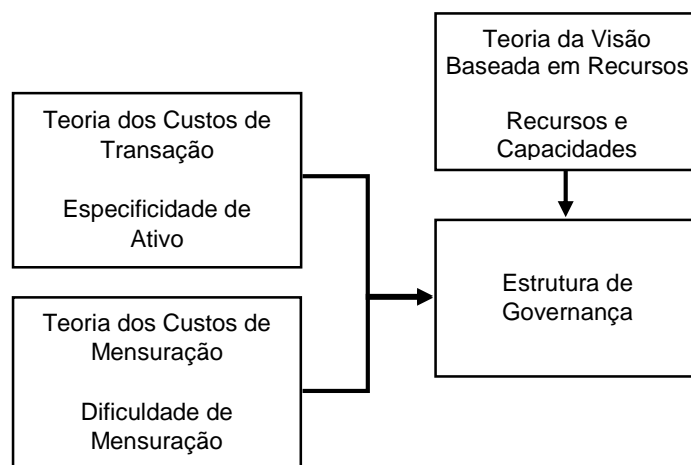 Teoria da Visão
Baseada em Recursos
Recursos e
Capacidades
Teoria dos Custos de
Transação
Especificidade de
Ativo
Teoria dos Custos de
Mensuração
Dificuldade de
Mensuração
Estrutura de
Governança